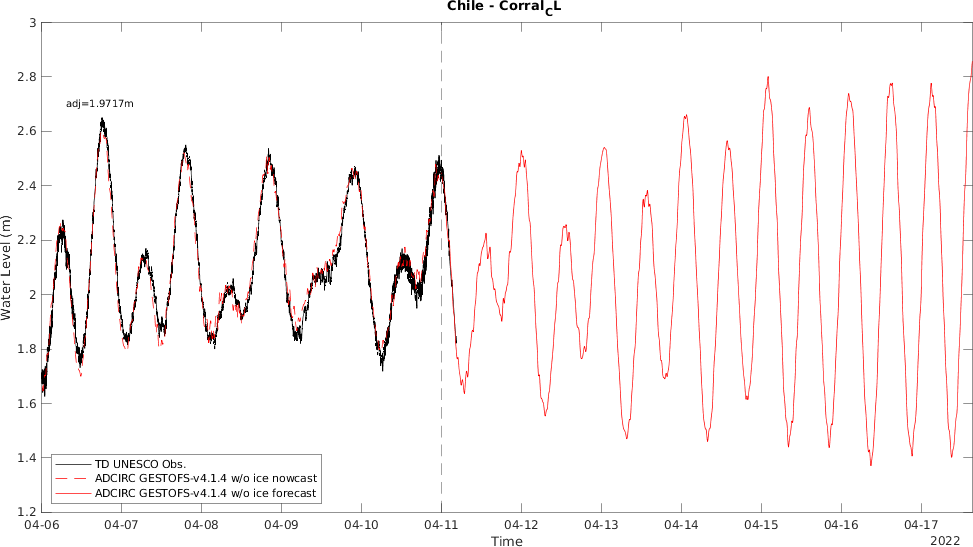 Chile - Corral_CL
3
2.8
adj=1.9717m
2.6
2.4
2.2
Water Level (m)
2
1.8
1.6
1.4
1.2
TD UNESCO Obs.
ADCIRC GESTOFS-v4.1.4 w/o ice nowcast
ADCIRC GESTOFS-v4.1.4 w/o ice forecast
04-06 04-07 04-08 04-09 04-10 04-11 04-12 04-13 04-14 04-15 04-16 04-17
Time
2022